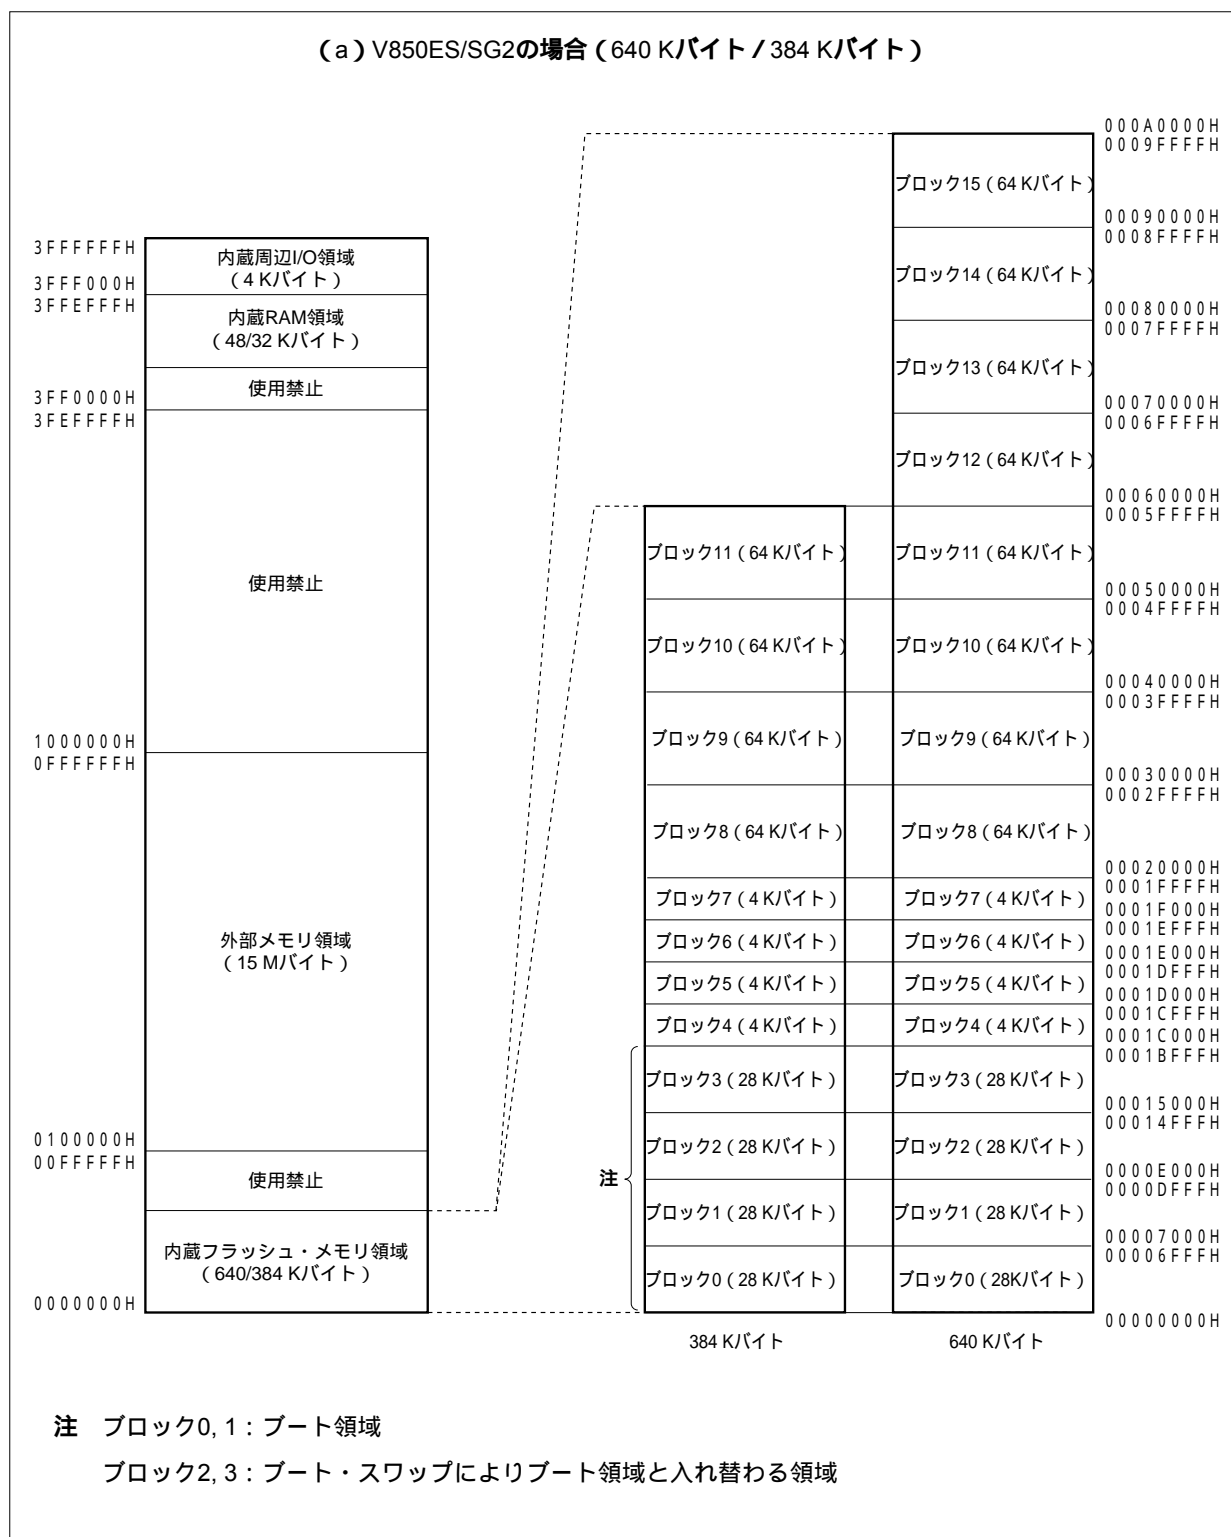 （a）V850ES/SG2の場合（640 Kバイト／384 Kバイト）
3FFFFFFH
3FFF000H
3FFEFFFH
3FF0000H
3FEFFFFH
1000000H
0FFFFFFH
0100000H
00FFFFFH
0000000H
内蔵周辺I/O領域
（4 Kバイト）
内蔵RAM領域
（48/32 Kバイト）
使用禁止
使用禁止
外部メモリ領域
（15 Mバイト）
使用禁止
内蔵フラッシュ・メモリ領域
（640/384 Kバイト）
注
ブロック11（64 Kバイト）
ブロック10（64 Kバイト）
ブロック9（64 Kバイト）
ブロック8（64 Kバイト）
ブロック7（4 Kバイト）
ブロック6（4 Kバイト）
ブロック5（4 Kバイト）
ブロック4（4 Kバイト）
ブロック3（28 Kバイト）
ブロック2（28 Kバイト）
ブロック1（28 Kバイト）
ブロック0（28 Kバイト）
384 Kバイト
ブロック15（64 Kバイト）
ブロック14（64 Kバイト）
ブロック13（64 Kバイト）
ブロック12（64 Kバイト）
ブロック11（64 Kバイト）
ブロック10（64 Kバイト）
ブロック9（64 Kバイト）
ブロック8（64 Kバイト）
ブロック7（4 Kバイト）
ブロック6（4 Kバイト）
ブロック5（4 Kバイト）
ブロック4（4 Kバイト）
ブロック3（28 Kバイト）
ブロック2（28 Kバイト）
ブロック1（28 Kバイト）
ブロック0（28Kバイト）
640 Kバイト
000A0000H
0009FFFFH
00090000H
0008FFFFH
00080000H
0007FFFFH
00070000H
0006FFFFH
00060000H
0005FFFFH
00050000H
0004FFFFH
00040000H
0003FFFFH
00030000H
0002FFFFH
00020000H
0001FFFFH
0001F000H
0001EFFFH
0001E000H
0001DFFFH
0001D000H
0001CFFFH
0001C000H
0001BFFFH
00015000H
00014FFFH
0000E000H
0000DFFFH
00007000H
00006FFFH
00000000H
注 ブロック0, 1：ブート領域
ブロック2, 3：ブート・スワップによりブート領域と入れ替わる領域